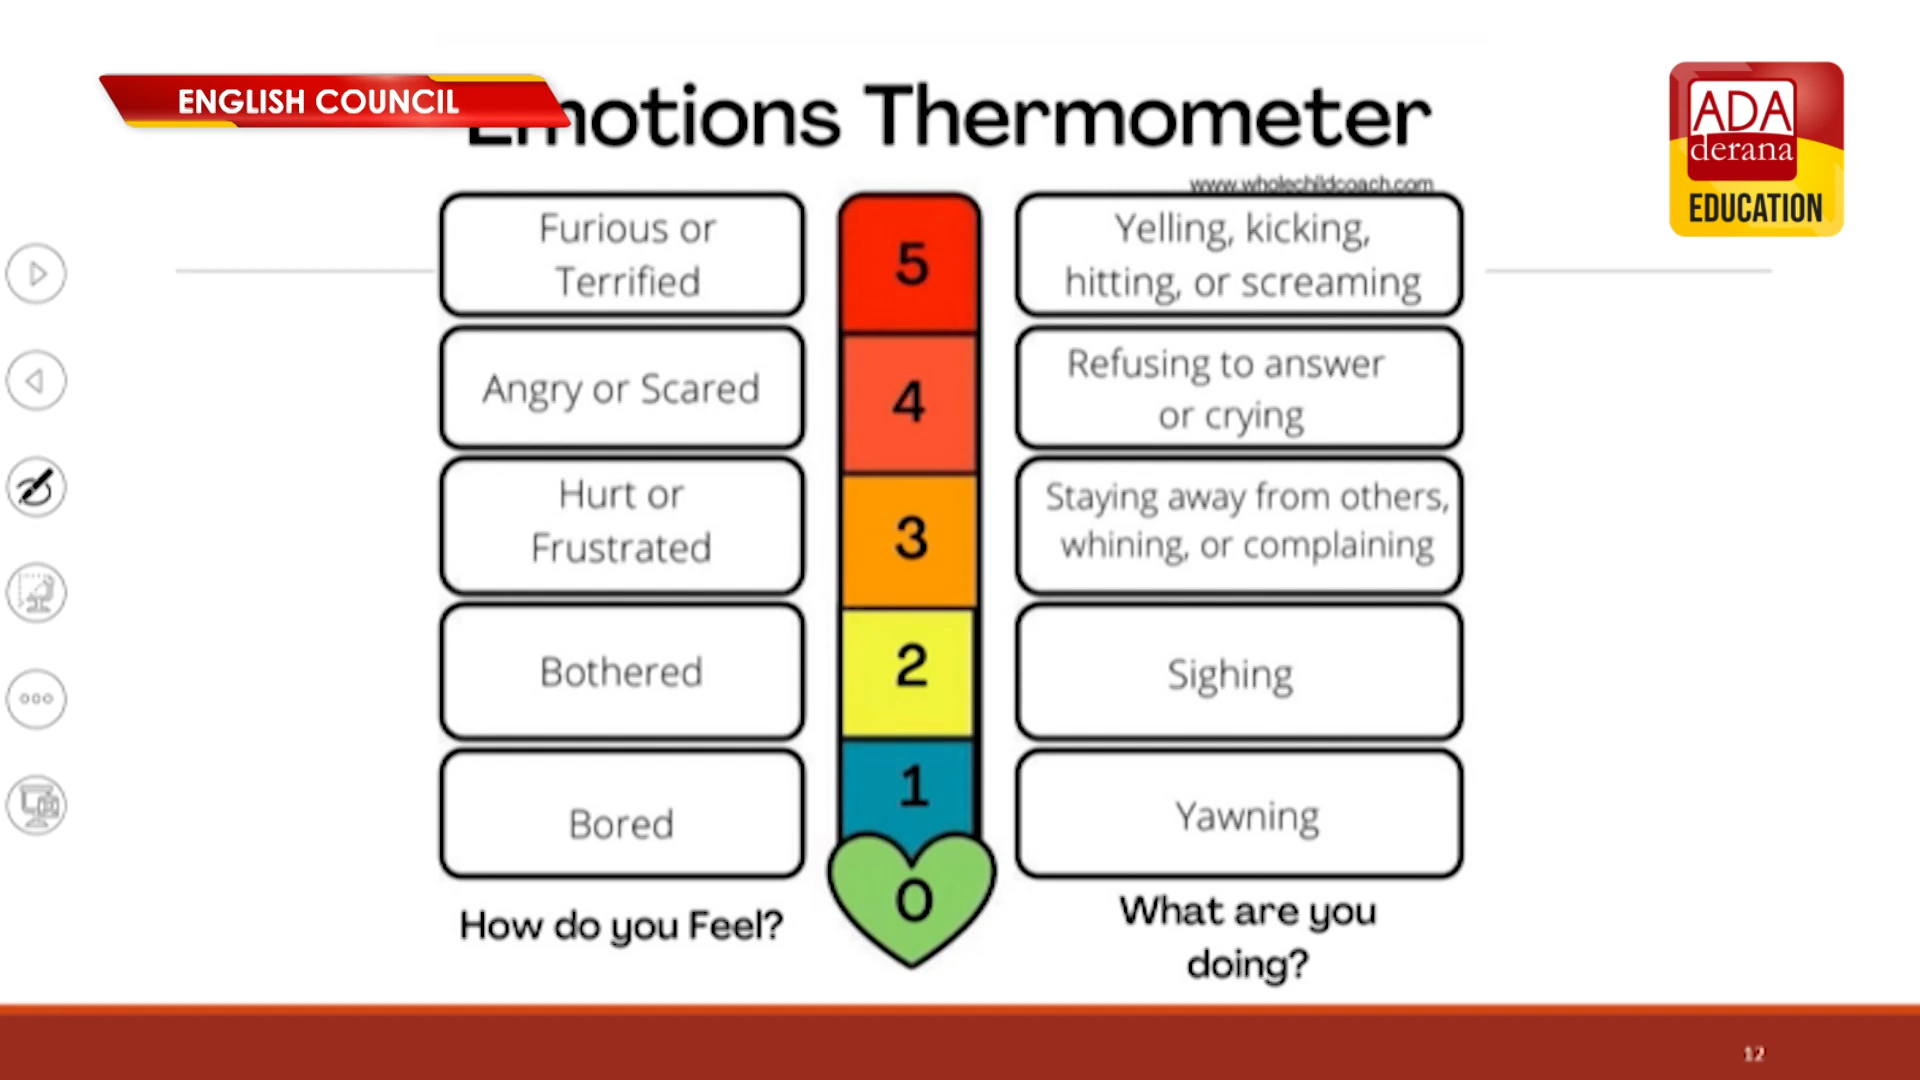 ENGLISH COUNCIL
Emotions Thermometer
ADA
derana
EDUCATION
www.wholechildcoach.com
Furious or
Terrified
5
Yelling, kicking,
hitting, or screaming
Angry or Scared
4
Refusing to answer
or crying
Hurt or
Frustrated
3
Staying away from others,
whining, or complaining
Bothered
2
Sighing
Bored
1
Yawning
0
How do you Feel?
What are you
doing?
12